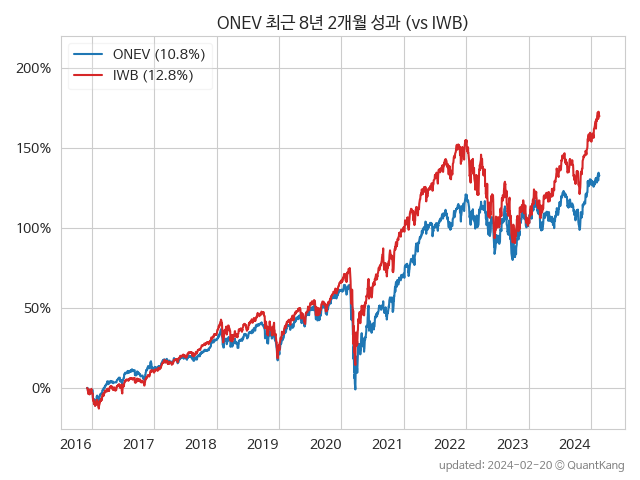 ONEV 최근 8년 2개월 성과 (vs IWB)
ONEV (10.8%)
IWB (12.8%)
200%
150%
100%
50%
0%
2016 2017 2018 2019 2020 2021 2022 2023 2024
updated: 2024-02-20 © QuantKang